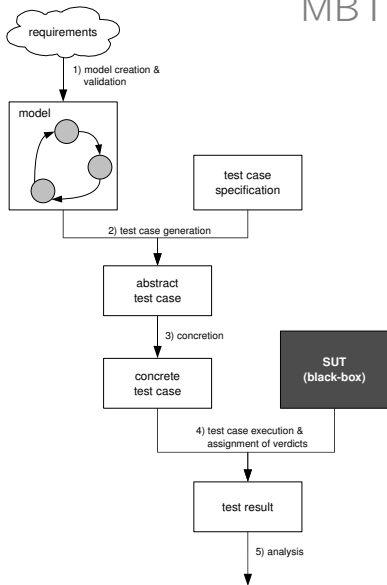 MBT
requirements
1) model creation &
validation
model
test case
specification
2) test case generation
abstract
test case
3) concretion
concrete
test case
SUT
(black-box)
4) test case execution &
assignment of verdicts
test result
5) analysis